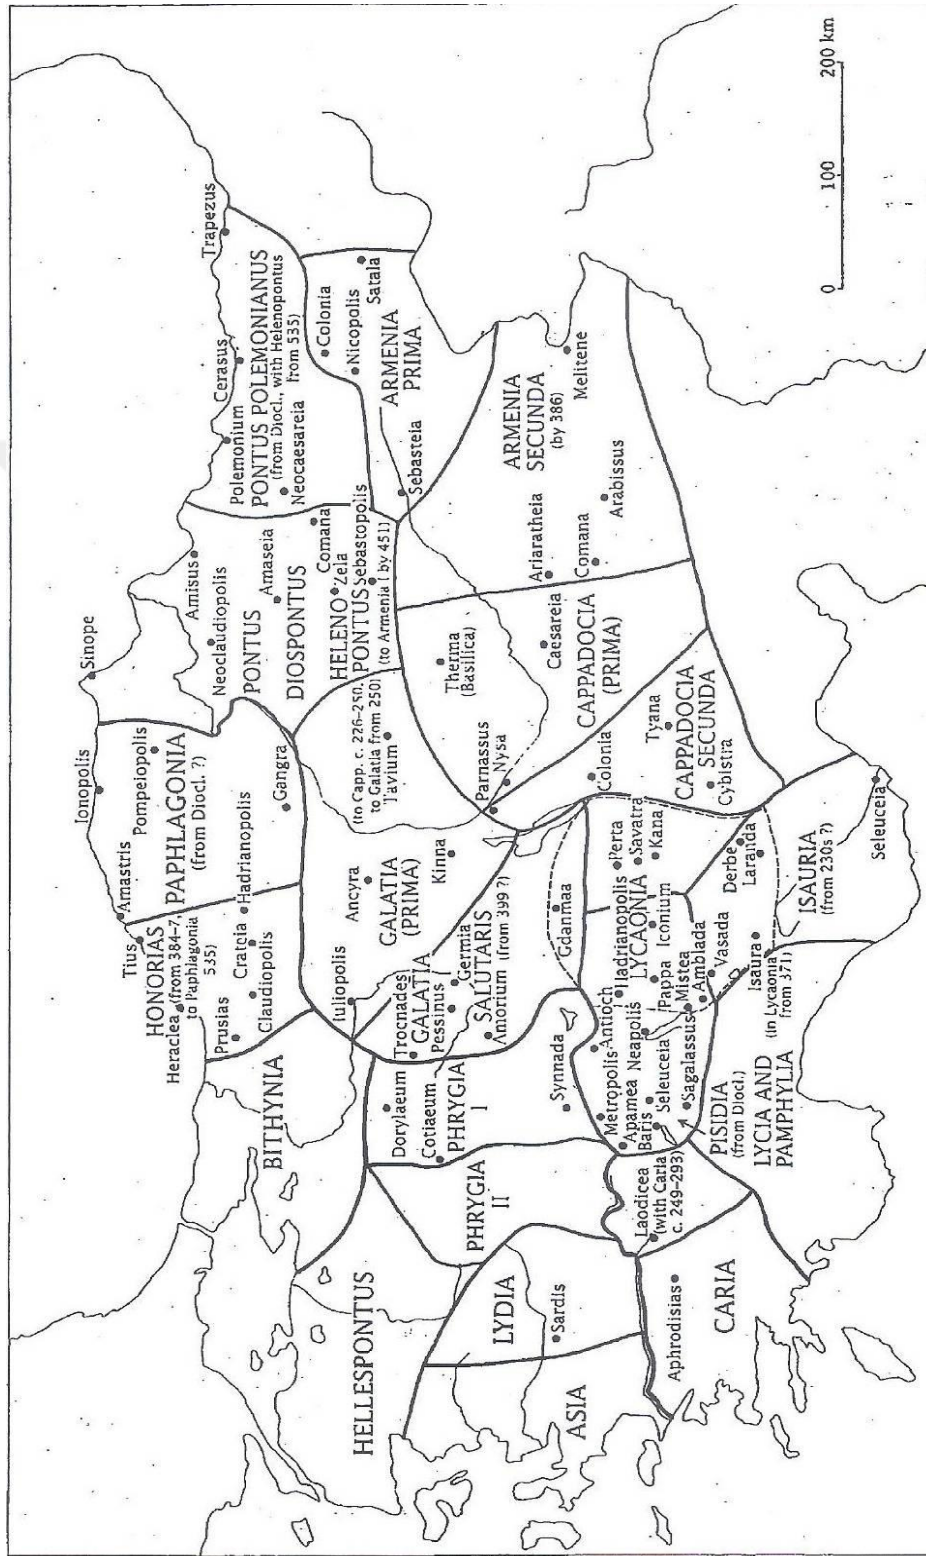 Ionopolis
Sinope
Amastris
Pompeiopolis
PAPHLAGONIA
(from Diocl. ?)
Tius
HONORIAS
(from 384–7,
to Paphlagonia
535)
Heraclea
Prusias
Crateia
Hadrianopolis
Claudiopolis
Gangra
BITHYNIA
Amisus
Neoclaudiopolis
PONTUS
Amaseia
DIOSPONTUS
Comana
HELENO
Zela
PONTUS
Sebastopolis
(to Armenia I by 451)
Polemonium
Cerasus
Trapezus
PONTUS POLEMONIANUS
(from Diocl., with Helenopontus
from 535)
Neocaesareia
Colonia
Nicopolis
Satala
ARMENIA
PRIMA
Sebasteia
(to Capp. c. 226–250,
to Galatia from 250)
Tavium
Iuliopolis
Ancyra
GALATIA
(PRIMA)
Kinna
Trocnades
GALATIA
Pessinus
Germia
SALUTARIS
(from 399 ?)
Amorium
HELLESPONTUS
Dorylaeum
Cotiaeum
PHRYGIA
I
PHRYGIA
II
Synnada
LYDIA
Sardis
ASIA
Therma
(Basilica)
Parnassus
Nysa
Caesareia
CAPPADOCIA
(PRIMA)
Ariaratheia
Comana
Arabissus
ARMENIA
SECUNDA
(by 386)
Melitene
Colonia
Tyana
CAPPADOCIA
SECUNDA
Cybistra
Gdanmaa
Perta
Savatra
Kana
Hadrianopolis
LYCAONIA
Iconium
Pappa
Mistea
Amblada
Vasada
Derbe
Laranda
Metropolis
Antioch
Apamea
Neapolis
Baris
Seleuceia
Sagalassus
Laodicea
(with Caria
c. 249–293)
PISIDIA
(from Diocl.)
LYCIA AND
PAMPHYLIA
Isaura
(in Lycaonia
from 371)
ISAURIA
(from 230s ?)
Seleuceia
Aphrodisias
CARIA
0 100 200 km